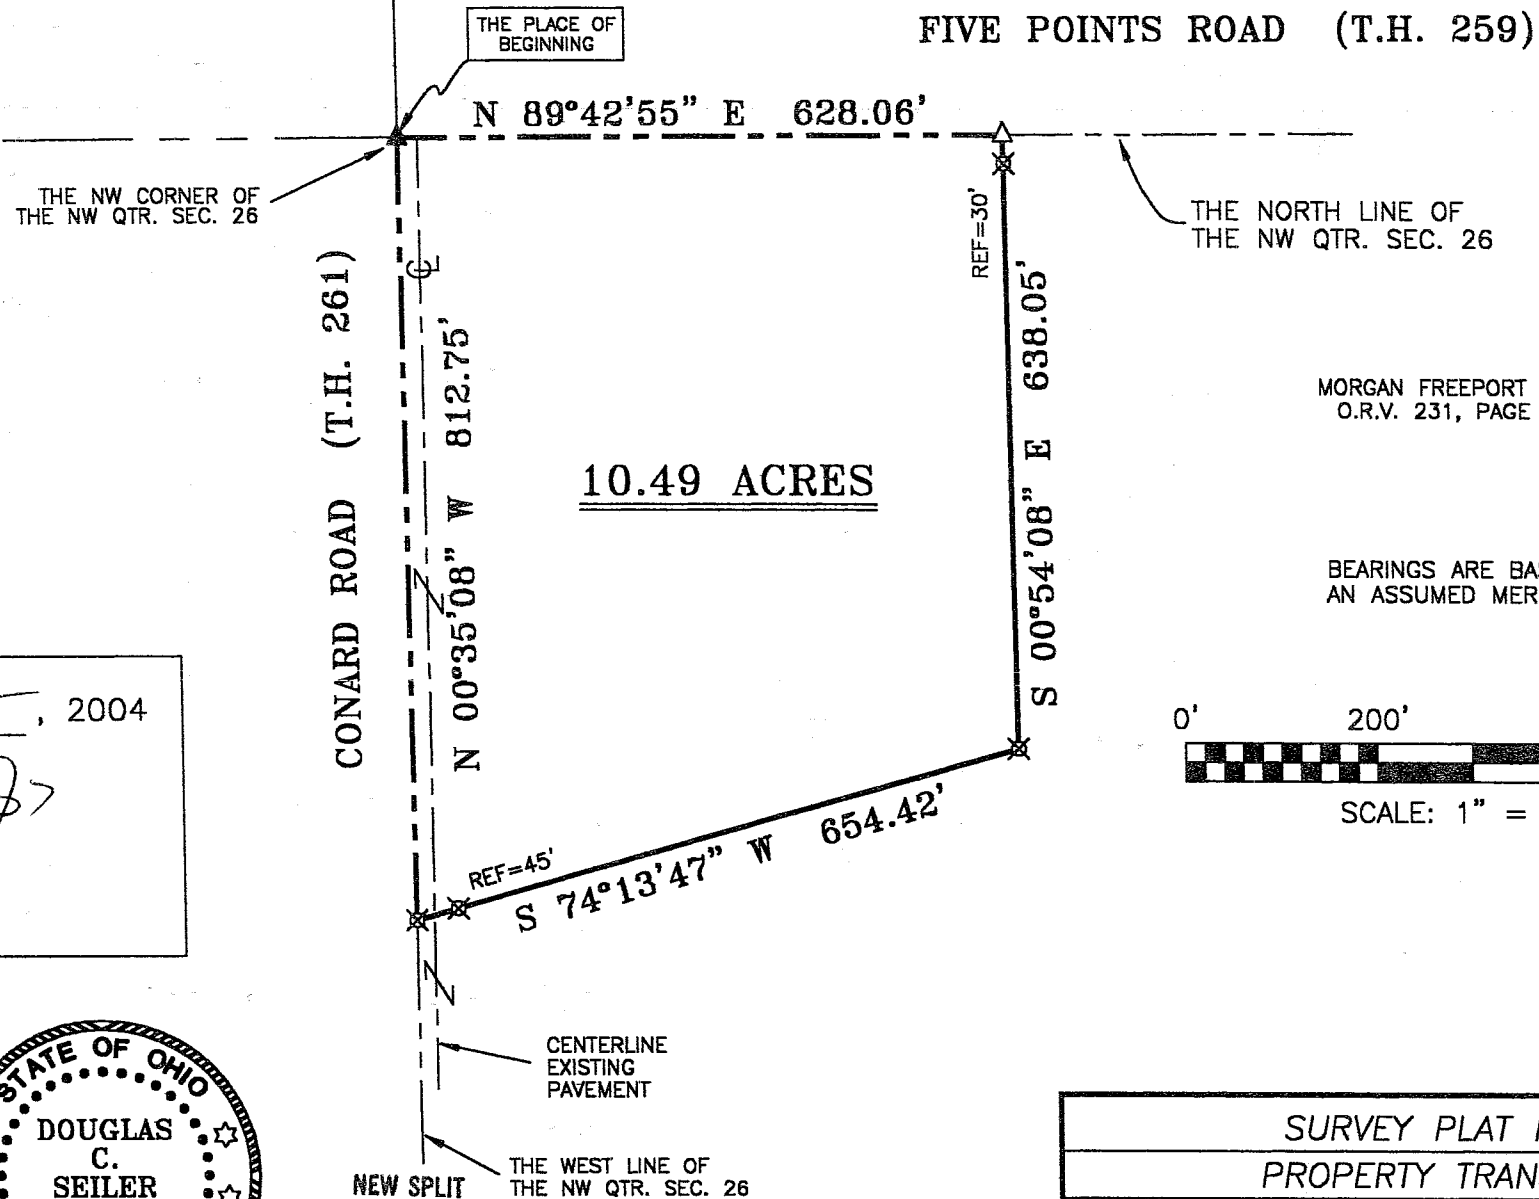 THE PLACE OF
BEGINNING
FIVE POINTS ROAD (T.H. 259)
N 89°42'55" E 628.06'
THE NW CORNER OF
THE NW QTR. SEC. 26
REF=30'
THE NORTH LINE OF
THE NW QTR. SEC. 26
CONARD ROAD (T.H. 261)
N 00°35'08" W 812.75'
S 00°54'08" E 638.05'
MORGAN FREEPORT
O.R.V. 231, PAGE
10.49 ACRES
BEARINGS ARE
AN ASSUMED
, 2004
0' 200'
SCALE: 1" =
REF=45'
S 74°13'47" W 654.42'
CENTERLINE
EXISTING
PAVEMENT
STATE OF OHIO
DOUGLAS
C.
SEILER
NEW SPLIT
THE WEST LINE OF
THE NW QTR. SEC. 26
SURVEY PLAT
PROPERTY